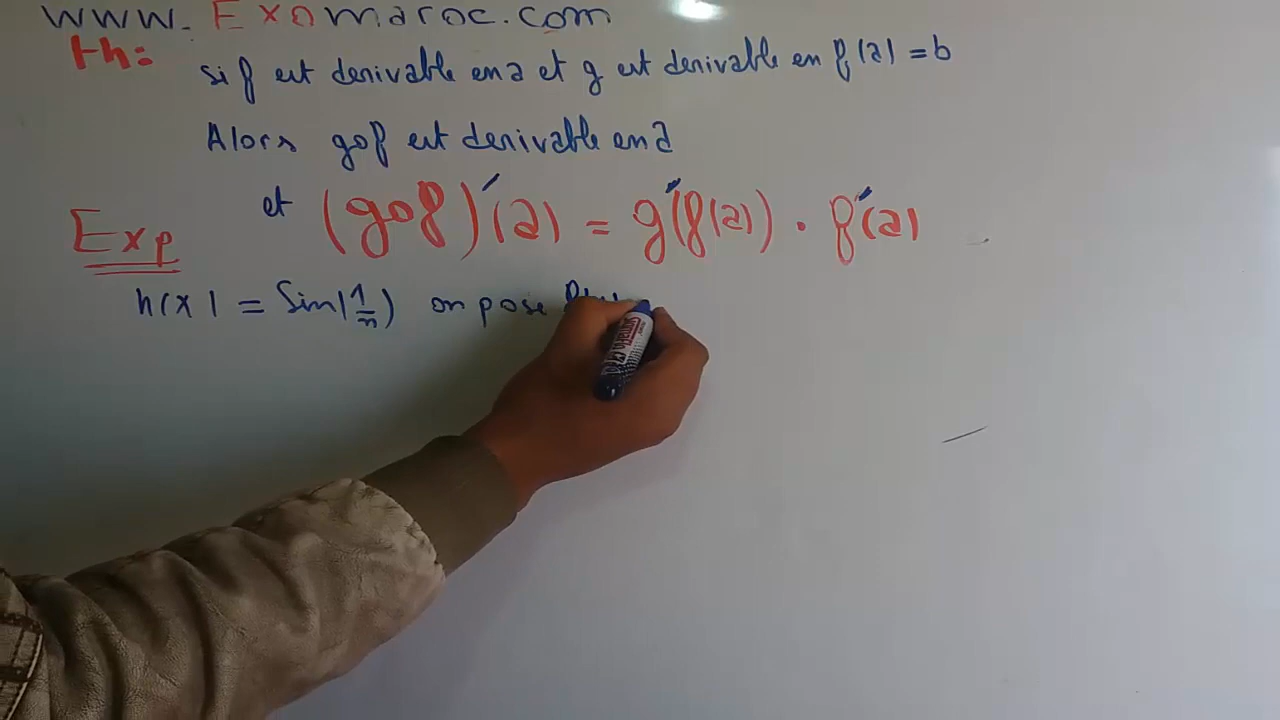 www.Exomaroc.com
th: si f est derivable en a et g est derivable en f(a) = b
Alors gof est derivable en a
et (gof)'(a) = g'(f(a)) . f'(a)
Exp
h(x) = Sin(1/x) on pose